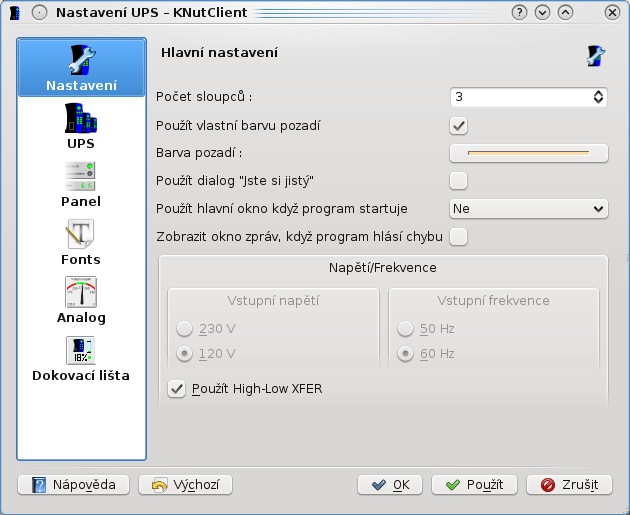 Nastavení UPS – KNutClient
Nastavení
UPS
Panel
Fonts
Analog
18%
Dokovací lišta
Hlavní nastavení
Počet sloupců :
3
Použít vlastní barvu pozadí
Barva pozadí :
Použít dialog "Jste si jistý"
Použít hlavní okno když program startuje
Ne
Zobrazit okno zpráv, když program hlásí chybu
Napětí/Frekvence
Vstupní napětí
230 V
120 V
Vstupní frekvence
50 Hz
60 Hz
Použít High-Low XFER
Nápověda
Výchozí
OK
Použít
Zrušit